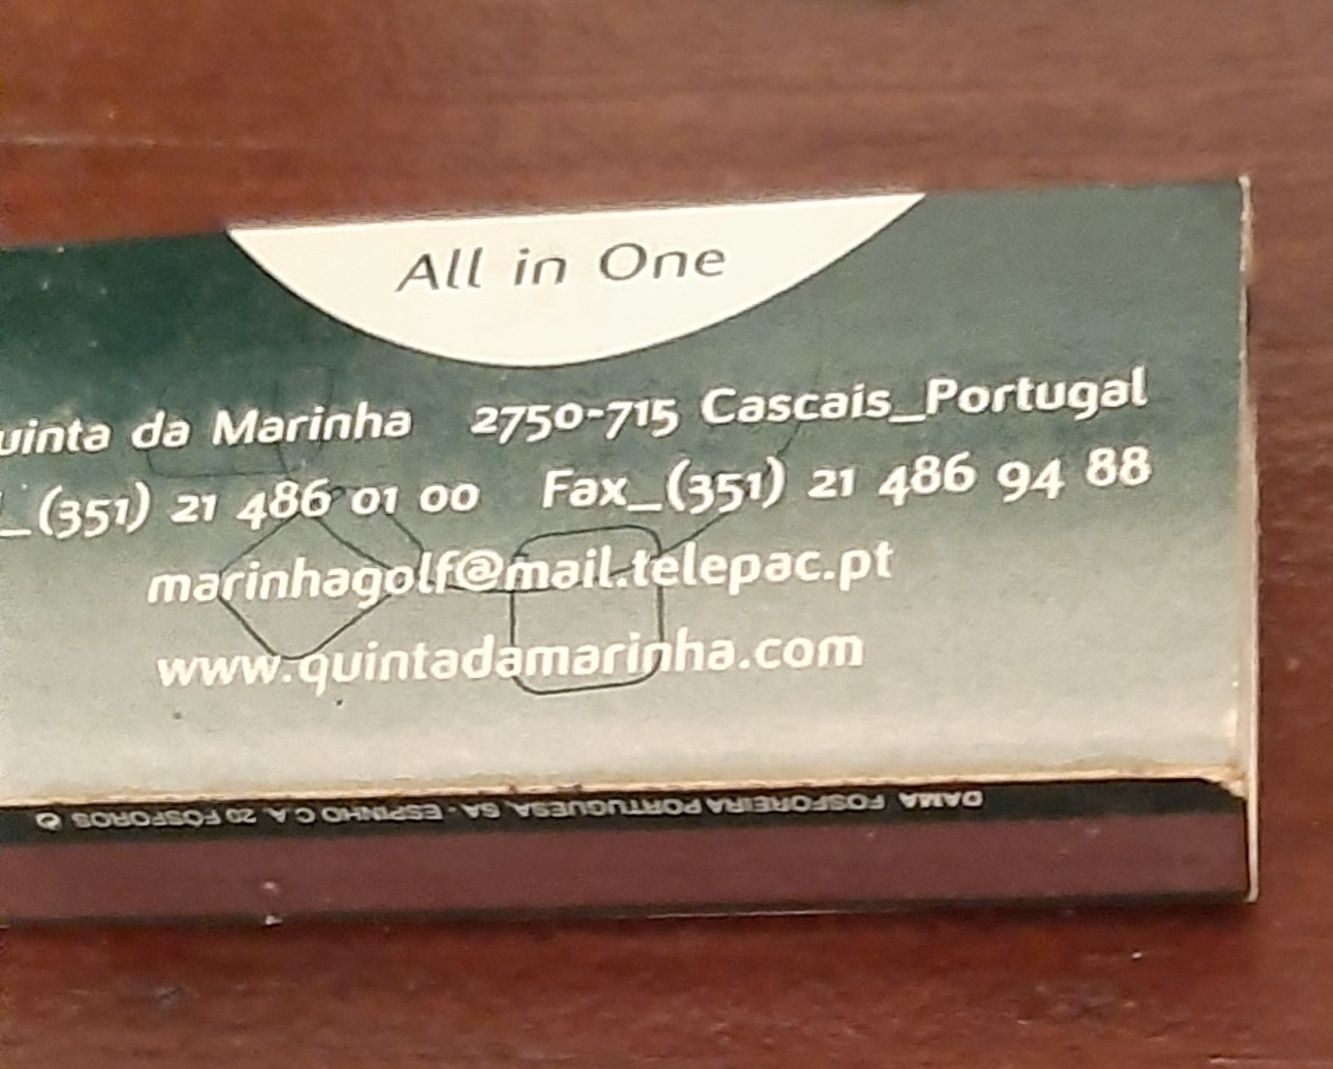 All in One
uinta da Marinha 2750-715 Cascais_Portugal
_(351) 21 486 01 00 Fax_(351) 21 486 94 88
marinhagolf@mail.telepac.pt
www.quintadamarinha.com
DAMA FOSFOREIRA PORTUGUESA, SA - ESPINHO C.A. 20 FÓSFOROS